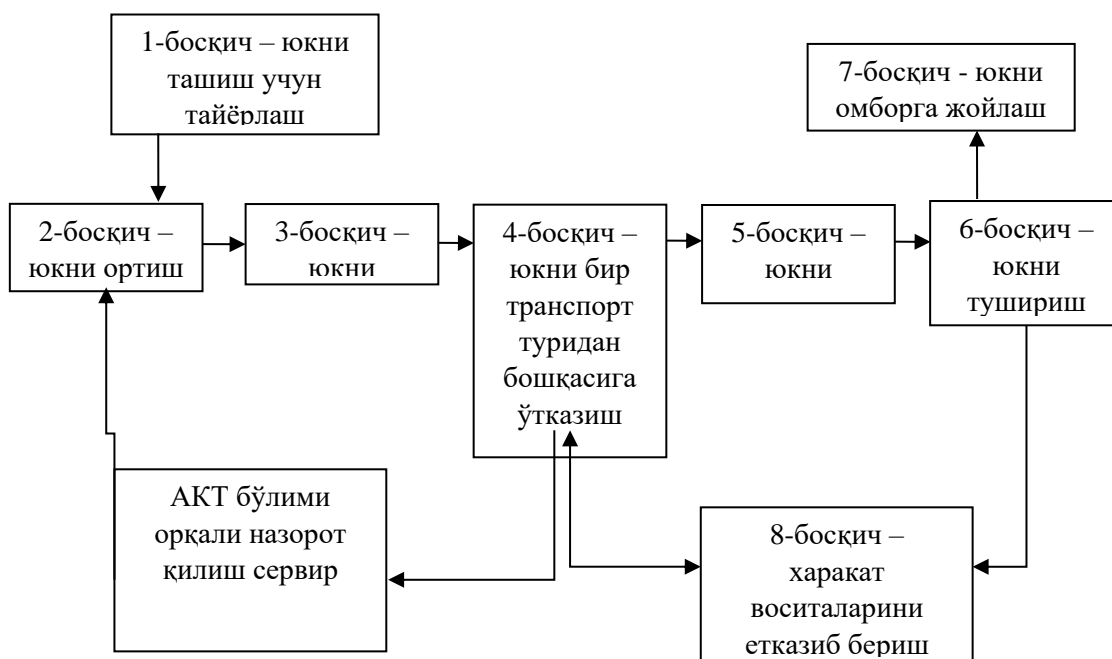 1-босқич – юкни
ташиш учун
тайёрлаш
7-босқич - юкни
омборга жойлаш
2-босқич –
юкни ортиш
3-босқич –
юкни
4-босқич –
юкни бир
транспорт
туридан
бошқасига
ўтказиш
5-босқич –
юкни
6-босқич –
юкни
тушириш
АКТ бўлими
орқали назорот
қилиш сервир
8-босқич –
харакат
воситаларини
етказиб бериш